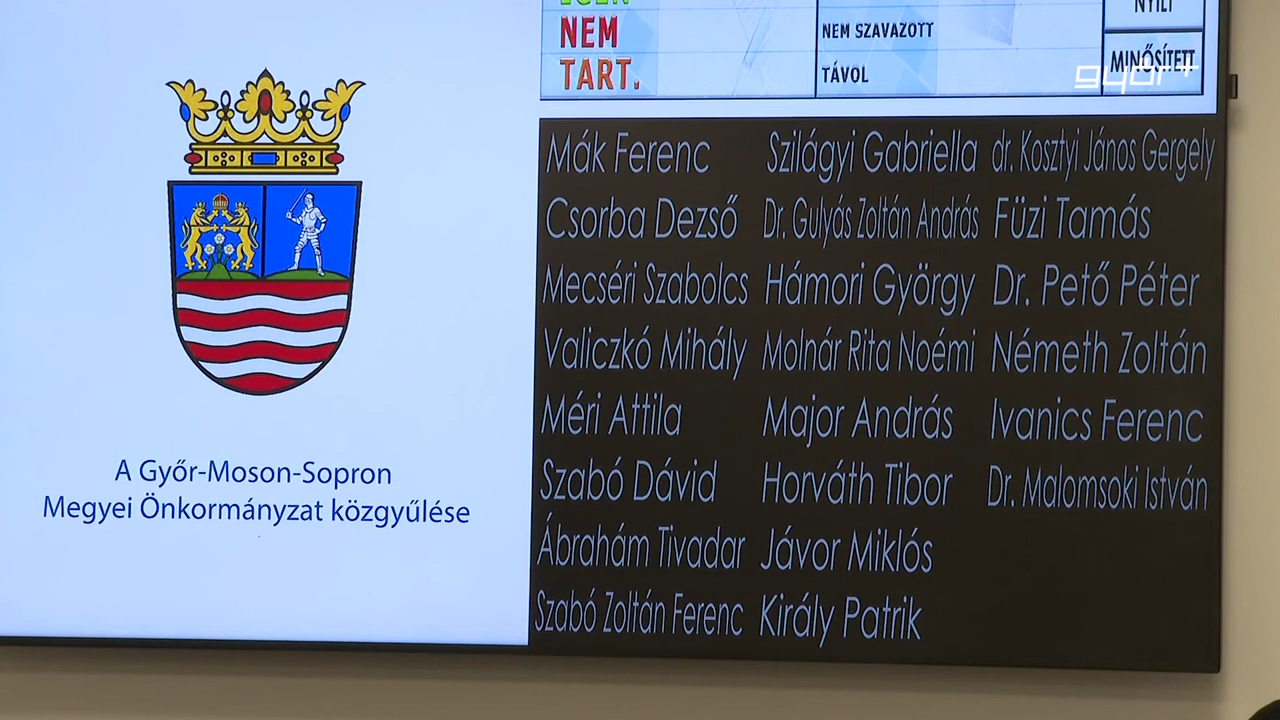 IGEN
NEM
TART.
NEM SZAVAZOTT
TÁVOL
NYÍLT
MINŐSÍTETT
győr+
A Győr-Moson-Sopron
Megyei Önkormányzat közgyűlése
Mák Ferenc
Csorba Dezső
Mecséri Szabolcs
Valiczkó Mihály
Méri Attila
Szabó Dávid
Ábrahám Tivadar
Szabó Zoltán Ferenc
Szilágyi Gabriella
Dr. Gulyás Zoltán András
Hámori György
Molnár Rita Noémi
Major András
Horváth Tibor
Jávor Miklós
Király Patrik
dr. Kosztyi János Gergely
Füzi Tamás
Dr. Pető Péter
Németh Zoltán
Ivanics Ferenc
Dr. Malomsoki István